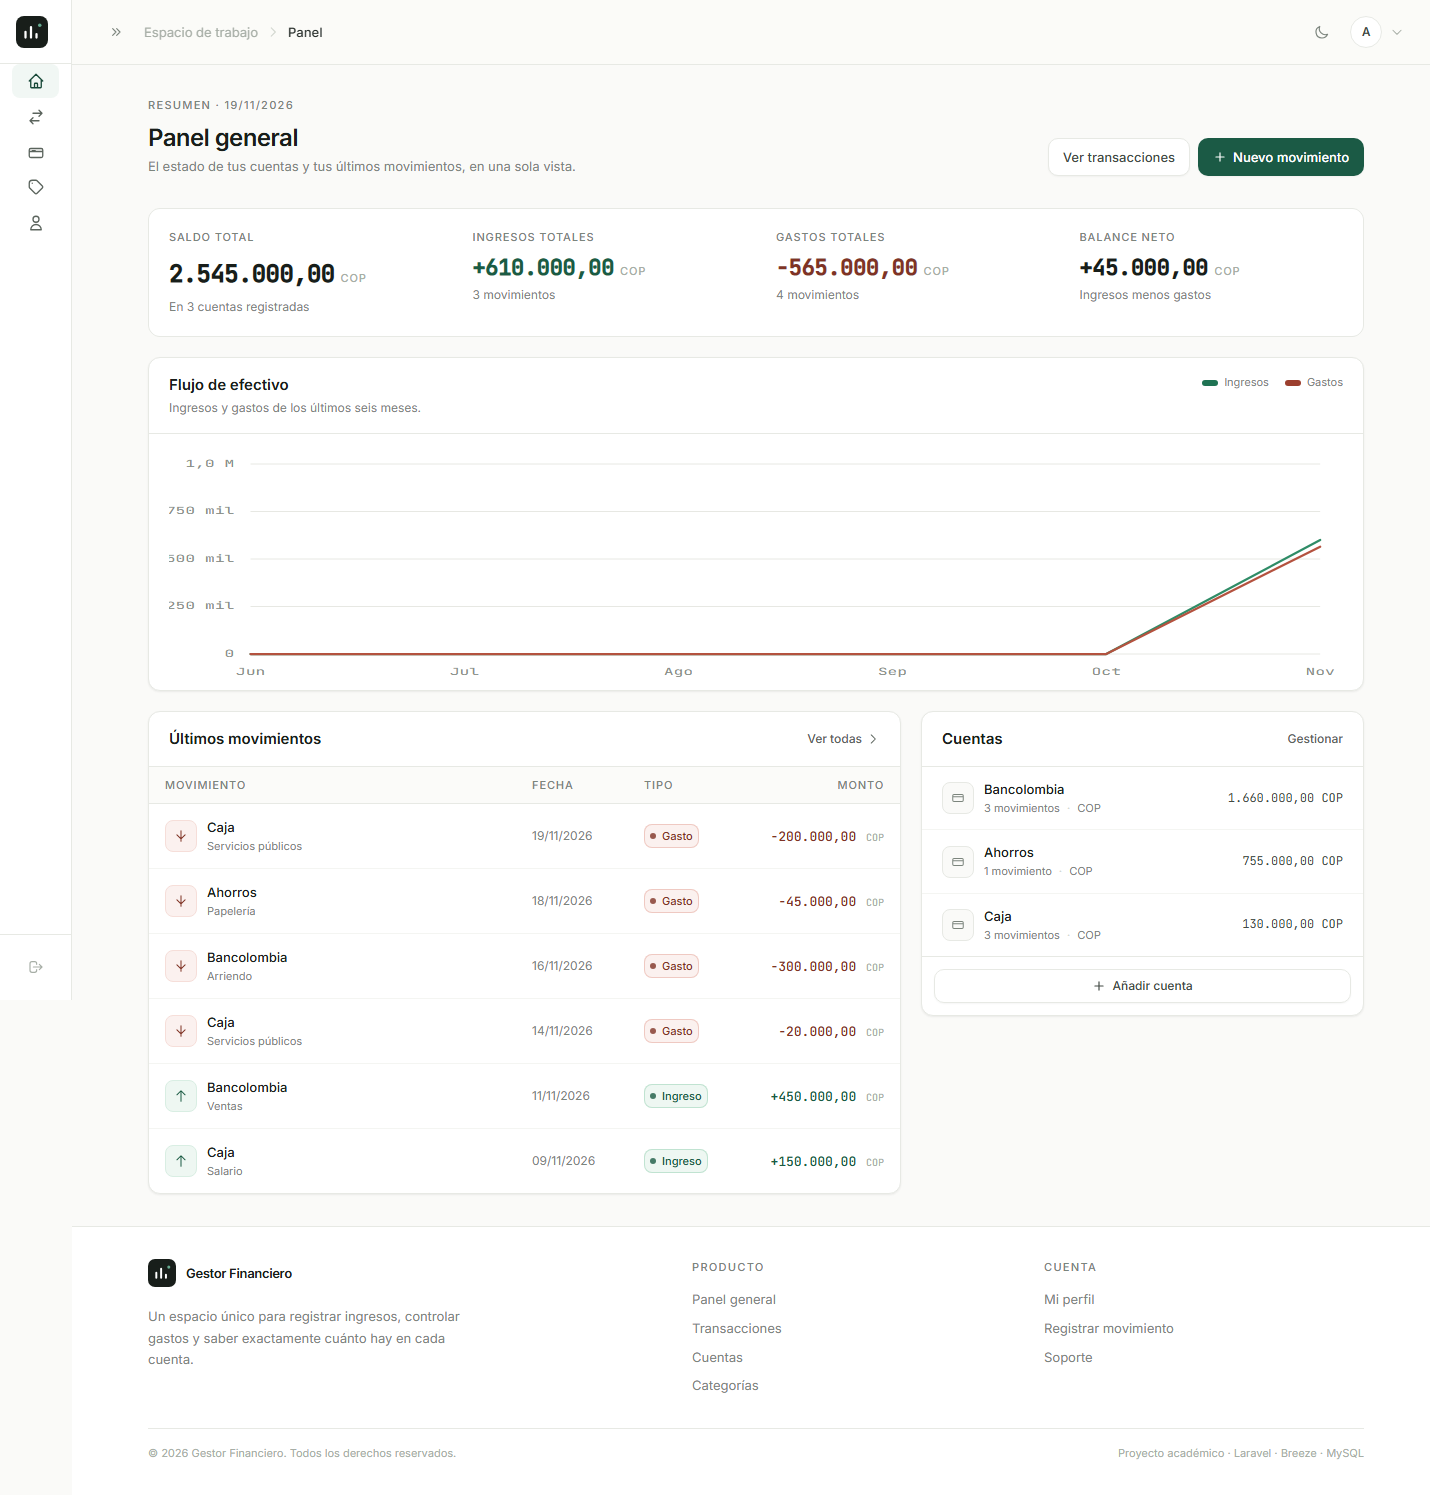 Espacio de trabajo > Panel
A
RESUMEN · 19/11/2026
Panel general
El estado de tus cuentas y tus últimos movimientos, en una sola vista.
Ver transacciones
+ Nuevo movimiento
SALDO TOTAL
2.545.000,00 COP
En 3 cuentas registradas
INGRESOS TOTALES
+610.000,00 COP
3 movimientos
GASTOS TOTALES
-565.000,00 COP
4 movimientos
BALANCE NETO
+45.000,00 COP
Ingresos menos gastos
Flujo de efectivo
Ingresos y gastos de los últimos seis meses.
Ingresos
Gastos
1,0 M
750 mil
500 mil
250 mil
0
Jun Jul Ago Sep Oct Nov
Últimos movimientos
Ver todas
MOVIMIENTO FECHA TIPO MONTO
Caja
Servicios públicos
19/11/2026
Gasto
-200.000,00 COP
Ahorros
Papelería
18/11/2026
Gasto
-45.000,00 COP
Bancolombia
Arriendo
16/11/2026
Gasto
-300.000,00 COP
Caja
Servicios públicos
14/11/2026
Gasto
-20.000,00 COP
Bancolombia
Ventas
11/11/2026
Ingreso
+450.000,00 COP
Caja
Salario
09/11/2026
Ingreso
+150.000,00 COP
Cuentas
Gestionar
Bancolombia
3 movimientos · COP
1.660.000,00 COP
Ahorros
1 movimiento · COP
755.000,00 COP
Caja
3 movimientos · COP
130.000,00 COP
+ Añadir cuenta
Gestor Financiero
Un espacio único para registrar ingresos, controlar
gastos y saber exactamente cuánto hay en cada
cuenta.
PRODUCTO
Panel general
Transacciones
Cuentas
Categorías
CUENTA
Mi perfil
Registrar movimiento
Soporte
© 2026 Gestor Financiero. Todos los derechos reservados.
Proyecto académico · Laravel · Breeze · MySQL